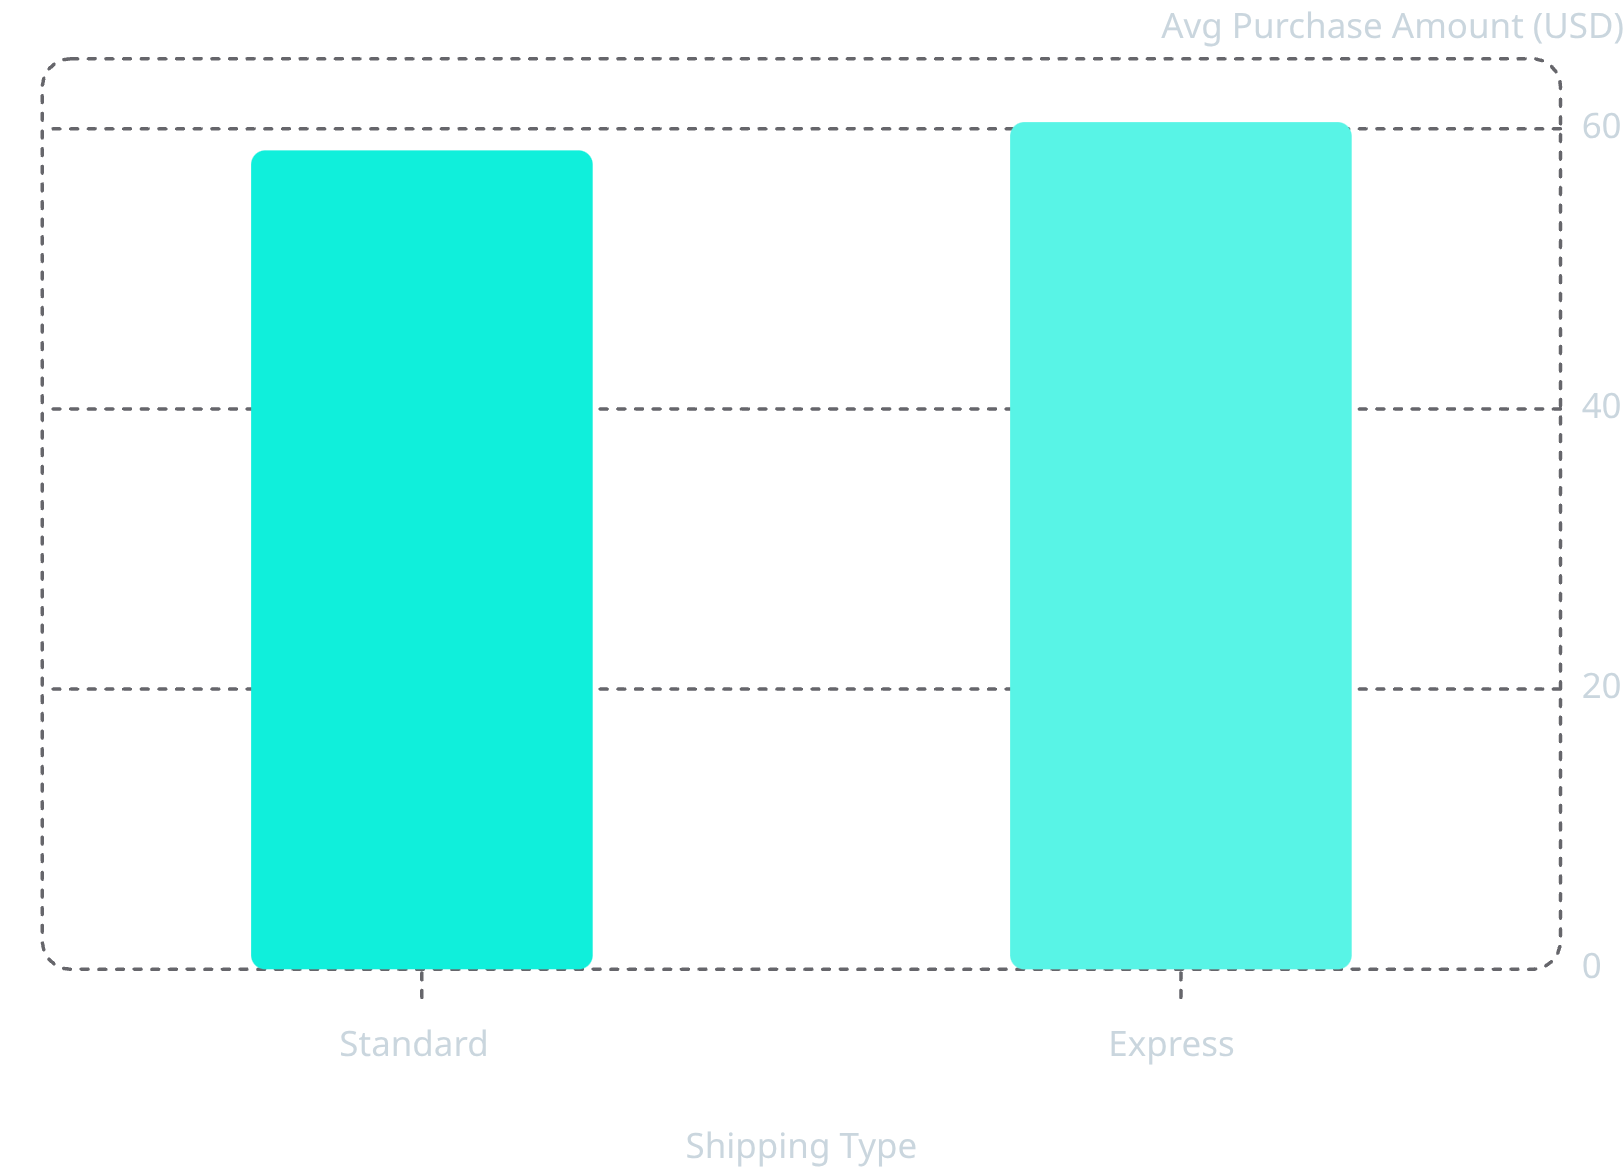 Avg Purchase Amount (USD)
60
40
20
0
Standard
Express
Shipping Type